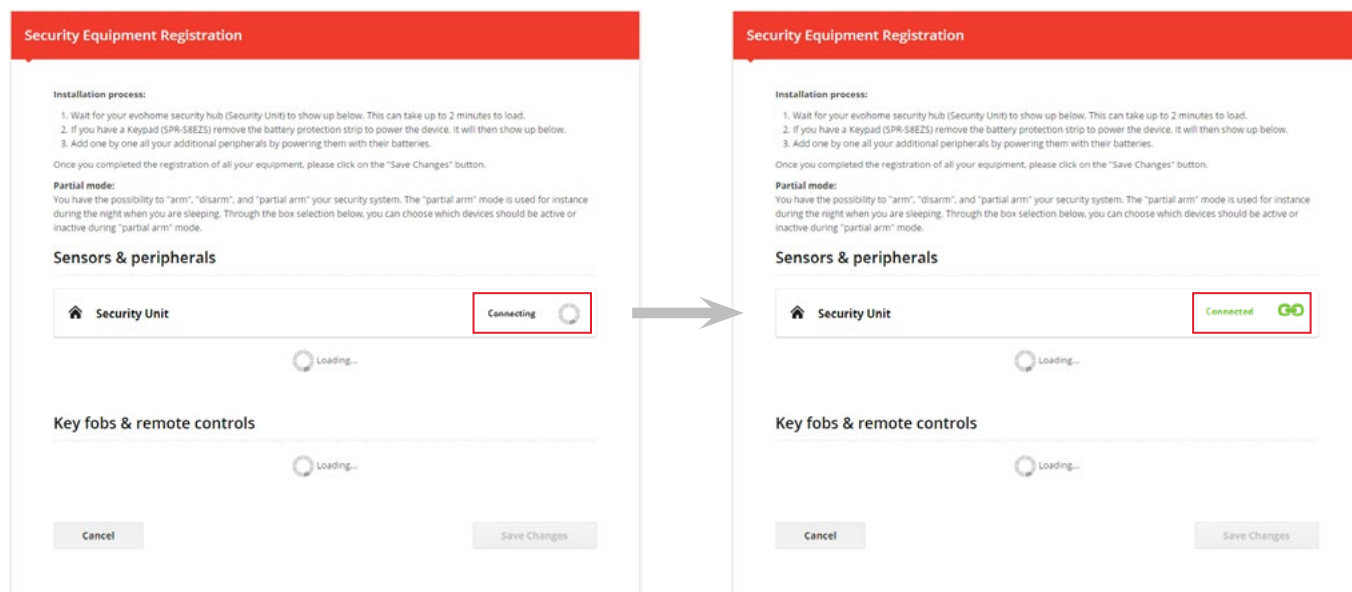 Security Equipment Registration
Installation process:
1. Wait for your evohome security hub (Security Unit) to show up below. This can take up to 2 minutes to load.
2. If you have a Keypad (SPR-S8EZS) remove the battery protection strip to power the device. It will then show up below.
3. Add one by one all your additional peripherals by powering them with their batteries.
Once you completed the registration of all your equipment, please click on the "Save Changes" button.
Partial mode:
You have the possibility to "arm", "disarm", and "partial arm" your security system. The "partial arm" mode is used for instance
during the night when you are sleeping. Through the box selection below, you can choose which devices should be active or
inactive during "partial arm" mode.
Sensors & peripherals
Security Unit
Connecting
Loading...
Key fobs & remote controls
Loading...
Cancel
Save Changes
Security Equipment Registration
Installation process:
1. Wait for your evohome security hub (Security Unit) to show up below. This can take up to 2 minutes to load.
2. If you have a Keypad (SPR-S8EZS) remove the battery protection strip to power the device. It will then show up below.
3. Add one by one all your additional peripherals by powering them with their batteries.
Once you completed the registration of all your equipment, please click on the "Save Changes" button.
Partial mode:
You have the possibility to "arm", "disarm", and "partial arm" your security system. The "partial arm" mode is used for instance
during the night when you are sleeping. Through the box selection below, you can choose which devices should be active or
inactive during "partial arm" mode.
Sensors & peripherals
Security Unit
Connected
Loading...
Key fobs & remote controls
Loading...
Cancel
Save Changes